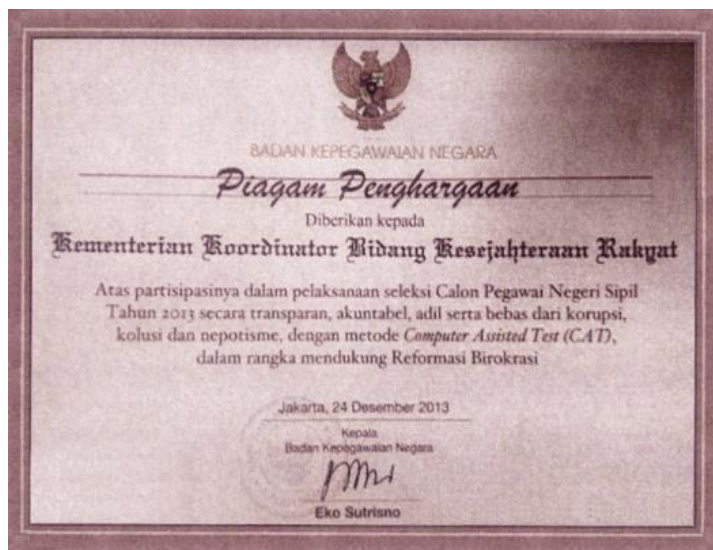 BADAN KEPEGAWAIAN NEGARA
Piagam Penghargaan
Diberikan kepada
Kementerian Koordinator Bidang Kesejahteraan Rakyat
Atas partisipasinya dalam pelaksanaan seleksi Calon Pegawai Negeri Sipil
Tahun 2013 secara transparan, akuntabel, adil serta bebas dari korupsi,
kolusi dan nepotisme, dengan metode Computer Assisted Test (CAT),
dalam rangka mendukung Reformasi Birokrasi
Jakarta, 24 Desember 2013
Kepala
Badan Kepegawaian Negara
Eko Sutrisno